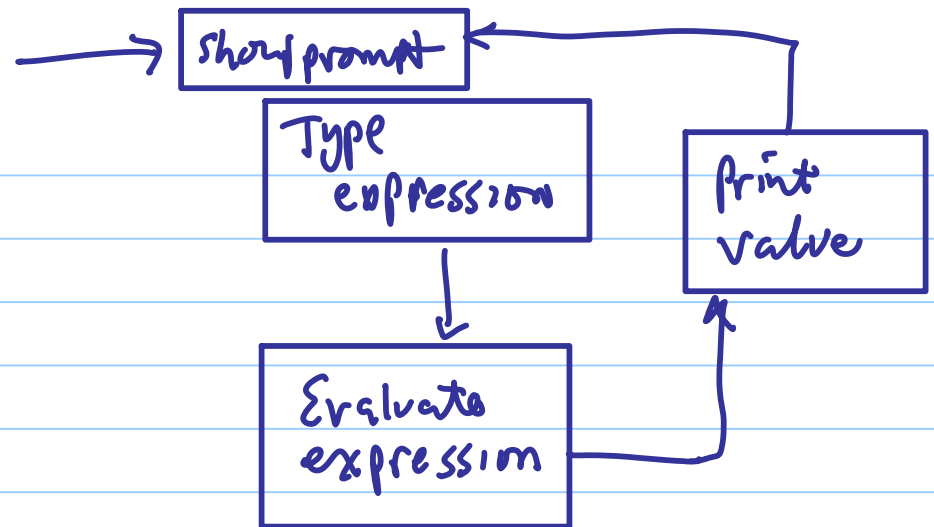 show prompt
Type
expression
Evaluate
expression
print
value